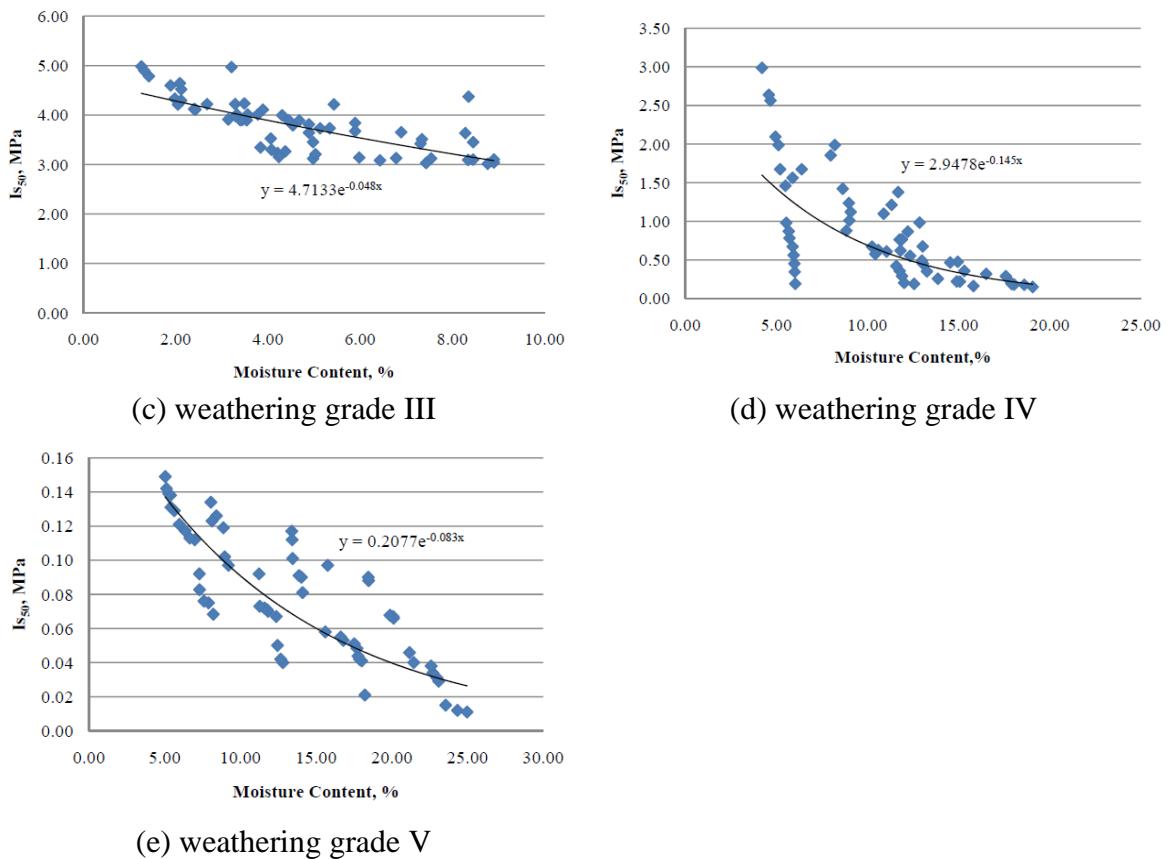 6.00
5.00
4.00
3.00
2.00
1.00
0.00
Is50, MPa
y = 4.7133e-0.048x
0.00 2.00 4.00 6.00 8.00 10.00
Moisture Content, %
(c) weathering grade III
3.50
3.00
2.50
2.00
1.50
1.00
0.50
0.00
Is50, MPa
y = 2.9478e-0.145x
0.00 5.00 10.00 15.00 20.00 25.00
Moisture Content,%
(d) weathering grade IV
0.16
0.14
0.12
0.10
0.08
0.06
0.04
0.02
0.00
Is50, MPa
y = 0.2077e-0.083x
0.00 5.00 10.00 15.00 20.00 25.00 30.00
Moisture Content, %
(e) weathering grade V